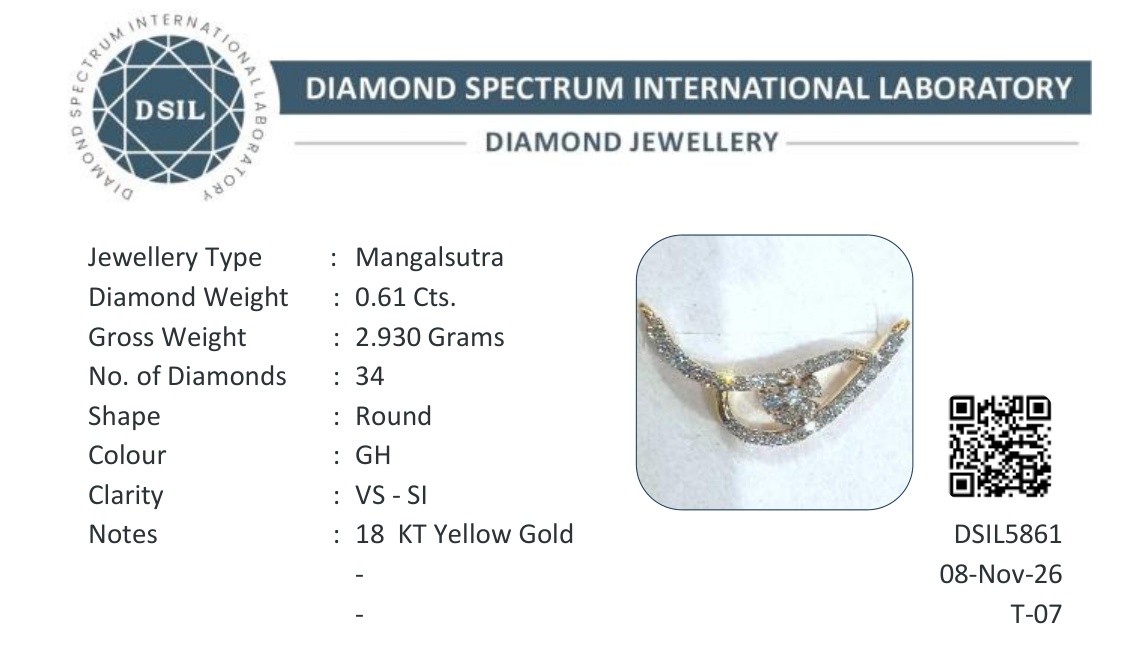 DIAMOND SPECTRUM INTERNATIONAL LABORATORY
DSIL
DIAMOND SPECTRUM INTERNATIONAL LABORATORY
DIAMOND JEWELLERY
Jewellery Type : Mangalsutra
Diamond Weight : 0.61 Cts.
Gross Weight : 2.930 Grams
No. of Diamonds : 34
Shape : Round
Colour : GH
Clarity : VS - SI
Notes : 18 KT Yellow Gold
-
-
DSIL5861
08-Nov-26
T-07